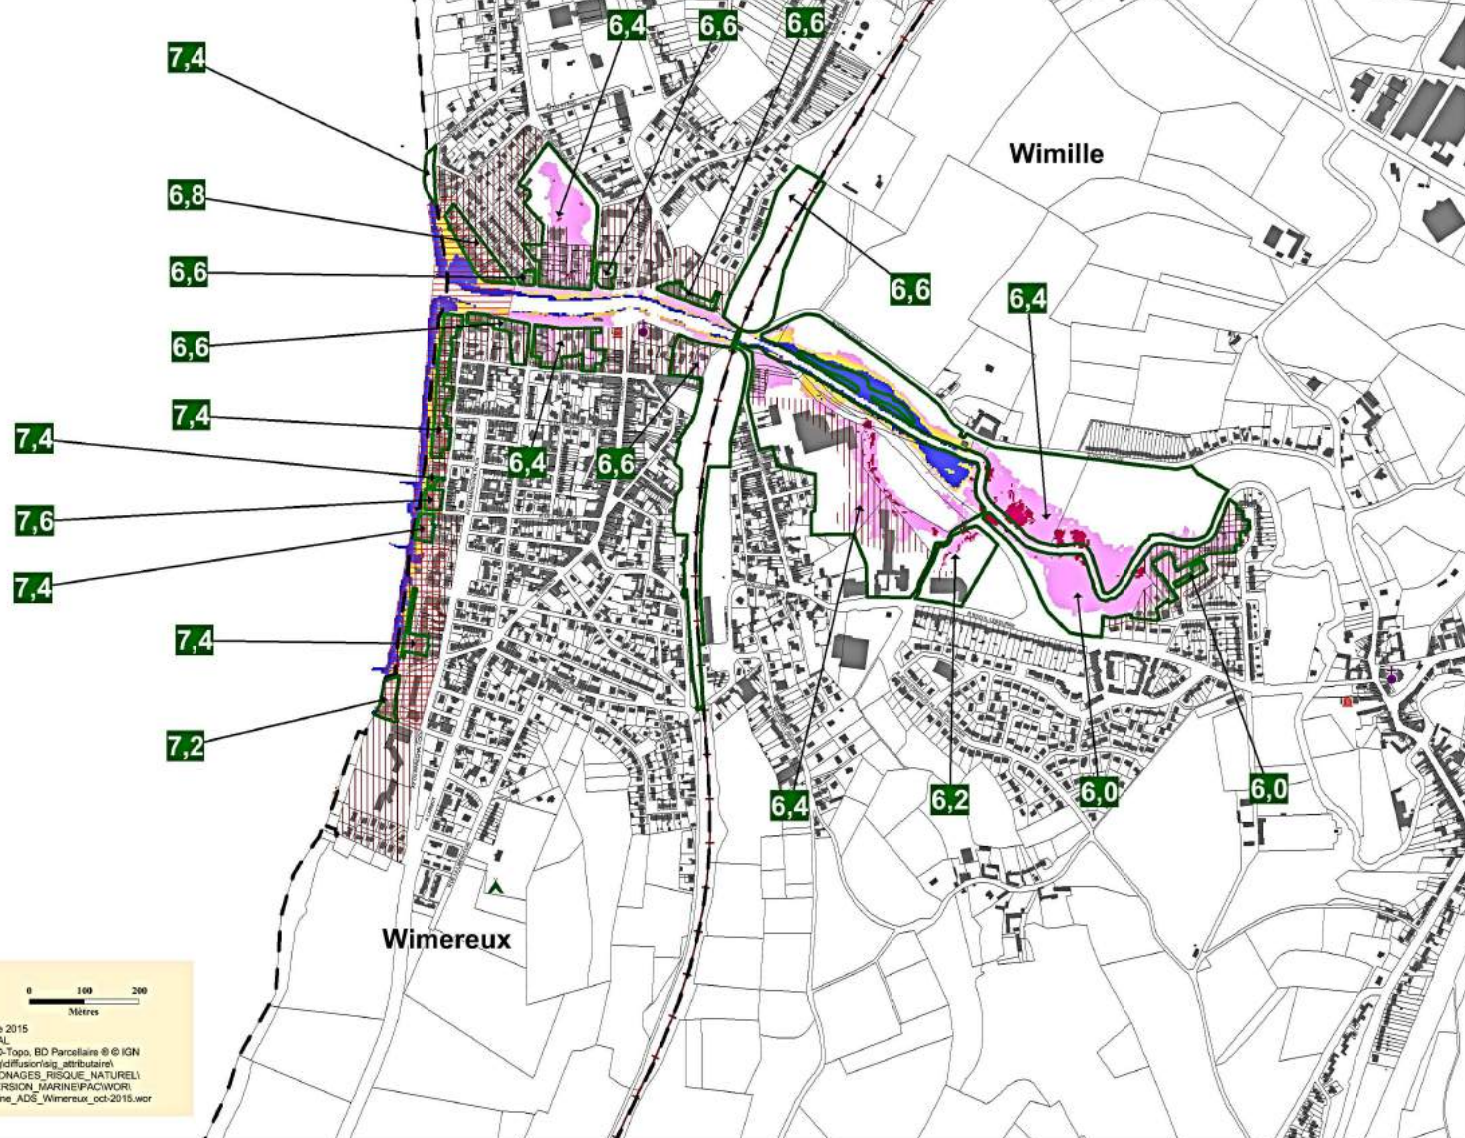 6,4
6,6
6,6
7,4
Wimille
6,8
6,6
6,6
6,4
6,6
7,4
7,4
6,4
6,6
7,6
7,4
7,4
7,2
6,4
6,2
6,0
6,0
Wimereux
0 100 200
Mètres
e 2015
AL
D-Topo, BD Parcellaire ® © IGN
g\diffusion\sig_attributaire\
ONAGES_RISQUE_NATUREL\
ERSION_MARINE\PAC\WOR\
ne_ADS_Wimereux_oct-2015.wor